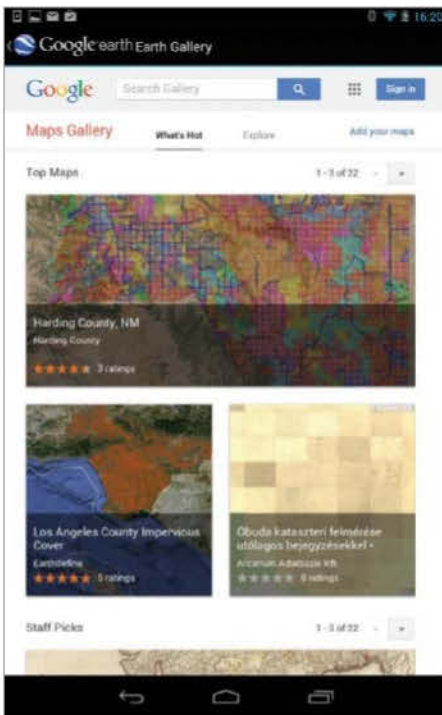 16:20
Google earth Earth Gallery
Google Search Gallery Sign in
Maps Gallery What's Hot Explore Add your maps
Top Maps 1 - 3 of 22
Harding County, NM
Harding County
3 ratings
Los Angeles County Impervious
Cover
Earthdefine
5 ratings
Óbuda kataszteri felmérése
utólagos bejegyzésekkel •
Arcanum Adatbázis Kft
0 ratings
Staff Picks 1 - 3 of 22